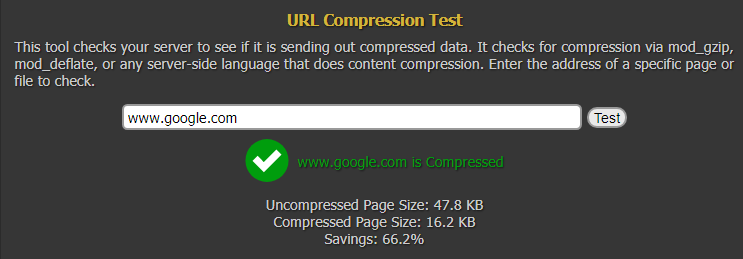 URL Compression Test
This tool checks your server to see if it is sending out compressed data. It checks for compression via mod_gzip,
mod_deflate, or any server-side language that does content compression. Enter the address of a specific page or
file to check.
www.google.com Test
www.google.com is Compressed
Uncompressed Page Size: 47.8 KB
Compressed Page Size: 16.2 KB
Savings: 66.2%